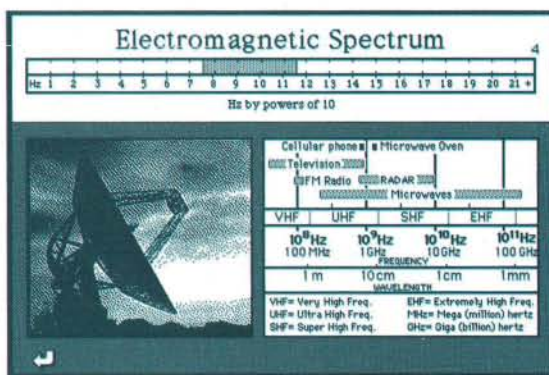 Electromagnetic Spectrum
4
Hz 1 2 3 4 5 6 7 8 9 10 11 12 13 14 15 16 17 18 19 20 21 +
Hz by powers of 10
Cellular phone Microwave Oven
Television
FM Radio RADAR
Microwaves
VHF UHF SHF EHF
10⁸Hz 10⁹Hz 10¹⁰Hz 10¹¹Hz
100 MHz 1GHz 10 GHz 100 GHz
FREQUENCY
1 m 10cm 1cm 1mm
WAVELENGTH
VHF= Very High Freq. EHF= Extremely High Freq.
UHF= Ultra High Freq. MHz= Mega (million) hertz
SHF= Super High Freq. GHz= Giga (billion) hertz